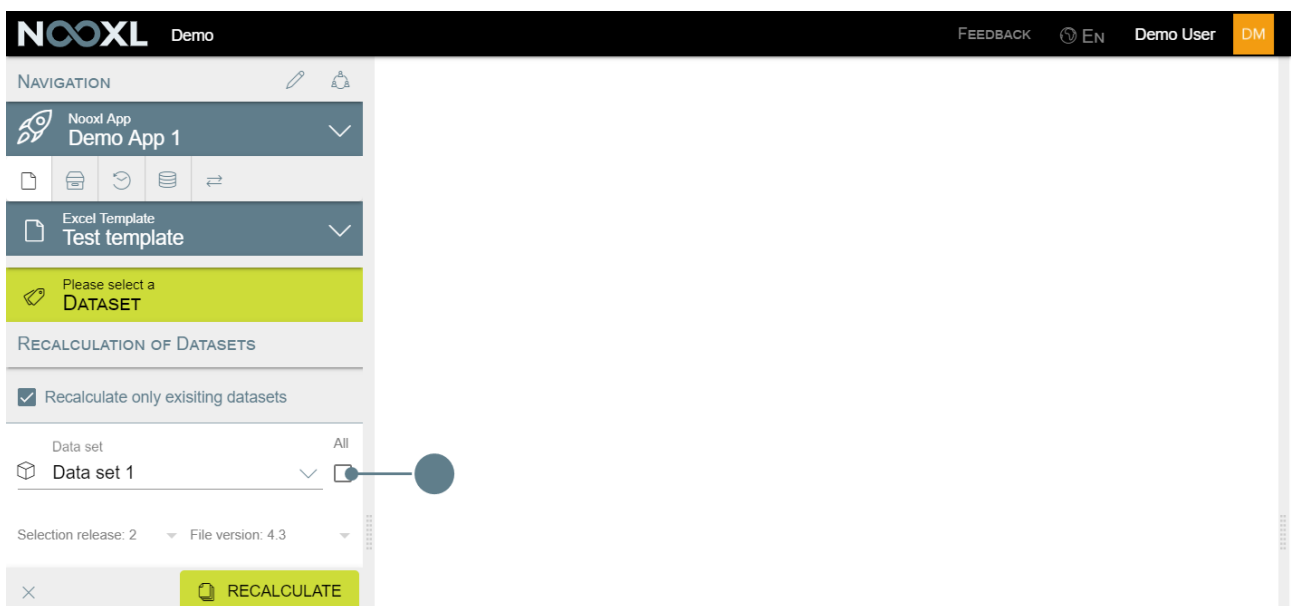 NOOXL Demo FEEDBACK EN Demo User DM
NAVIGATION
Nooxl App
Demo App 1
Excel Template
Test template
Please select a
DATASET
RECALCULATION OF DATASETS
Recalculate only exisiting datasets
Data set All
Data set 1
Selection release: 2 File version: 4.3
RECALCULATE